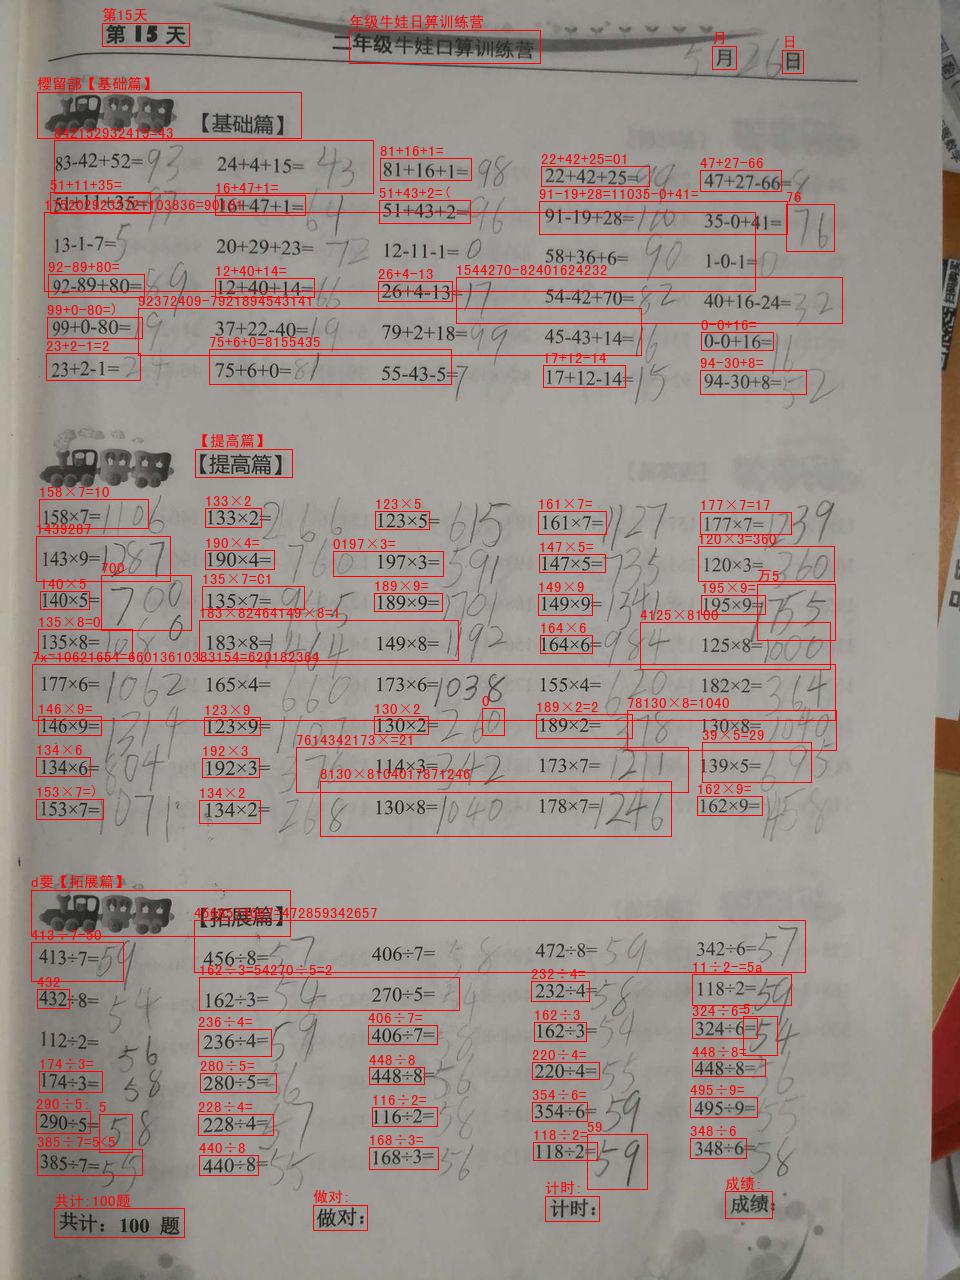 第 15 天 二年级牛娃口算训练营 5月26日
【基础篇】
83-42+52=93 24+4+15=43 81+16+1=98 22+42+25= 47+27-66=8
51+11+35=97 16+47+1=64 51+43+2=96 91-19+28=100 35-0+41=76
13-1-7=5 20+29+23=72 12-11-1=0 58+36+6=90 1-0-1=0
92-89+80=89 12+40+14=66 26+4-13=17 54-42+70=82 40+16-24=32
99+0-80=19 37+22-40=19 79+2+18=99 45-43+14=16 0-0+16=16
23+2-1=24 75+6+0=81 55-43-5=7 17+12-14=15 94-30+8=52
【提高篇】
158×7=1106 133×2=266 123×5=615 161×7=1127 177×7=1239
143×9=1287 190×4=760 197×3=591 147×5=735 120×3=360
140×5=700 135×7=945 189×9=1701 149×9=1341 195×9=1755
135×8=1080 183×8=1464 149×8=1192 164×6=984 125×8=1000
177×6=1062 165×4=660 173×6=1038 155×4=620 182×2=364
146×9=1314 123×9=1107 130×2=260 189×2=378 130×8=1040
134×6=804 192×3=576 114×3=342 173×7=1211 139×5=695
153×7=1071 134×2=268 130×8=1040 178×7=1246 162×9=1458
【拓展篇】
413÷7=59 456÷8=57 406÷7=58 472÷8=59 342÷6=57
432÷8=54 162÷3=54 270÷5=54 232÷4=58 118÷2=59
112÷2=56 236÷4=59 406÷7=58 162÷3=54 324÷6=54
174÷3=58 280÷5=56 448÷8=56 220÷4=55 448÷8=56
290÷5=58 228÷4=57 116÷2=58 354÷6=59 495÷9=55
385÷7=55 440÷8=55 168÷3=56 118÷2=59 348÷6=58
共计：100 题 做对： 计时： 成绩：